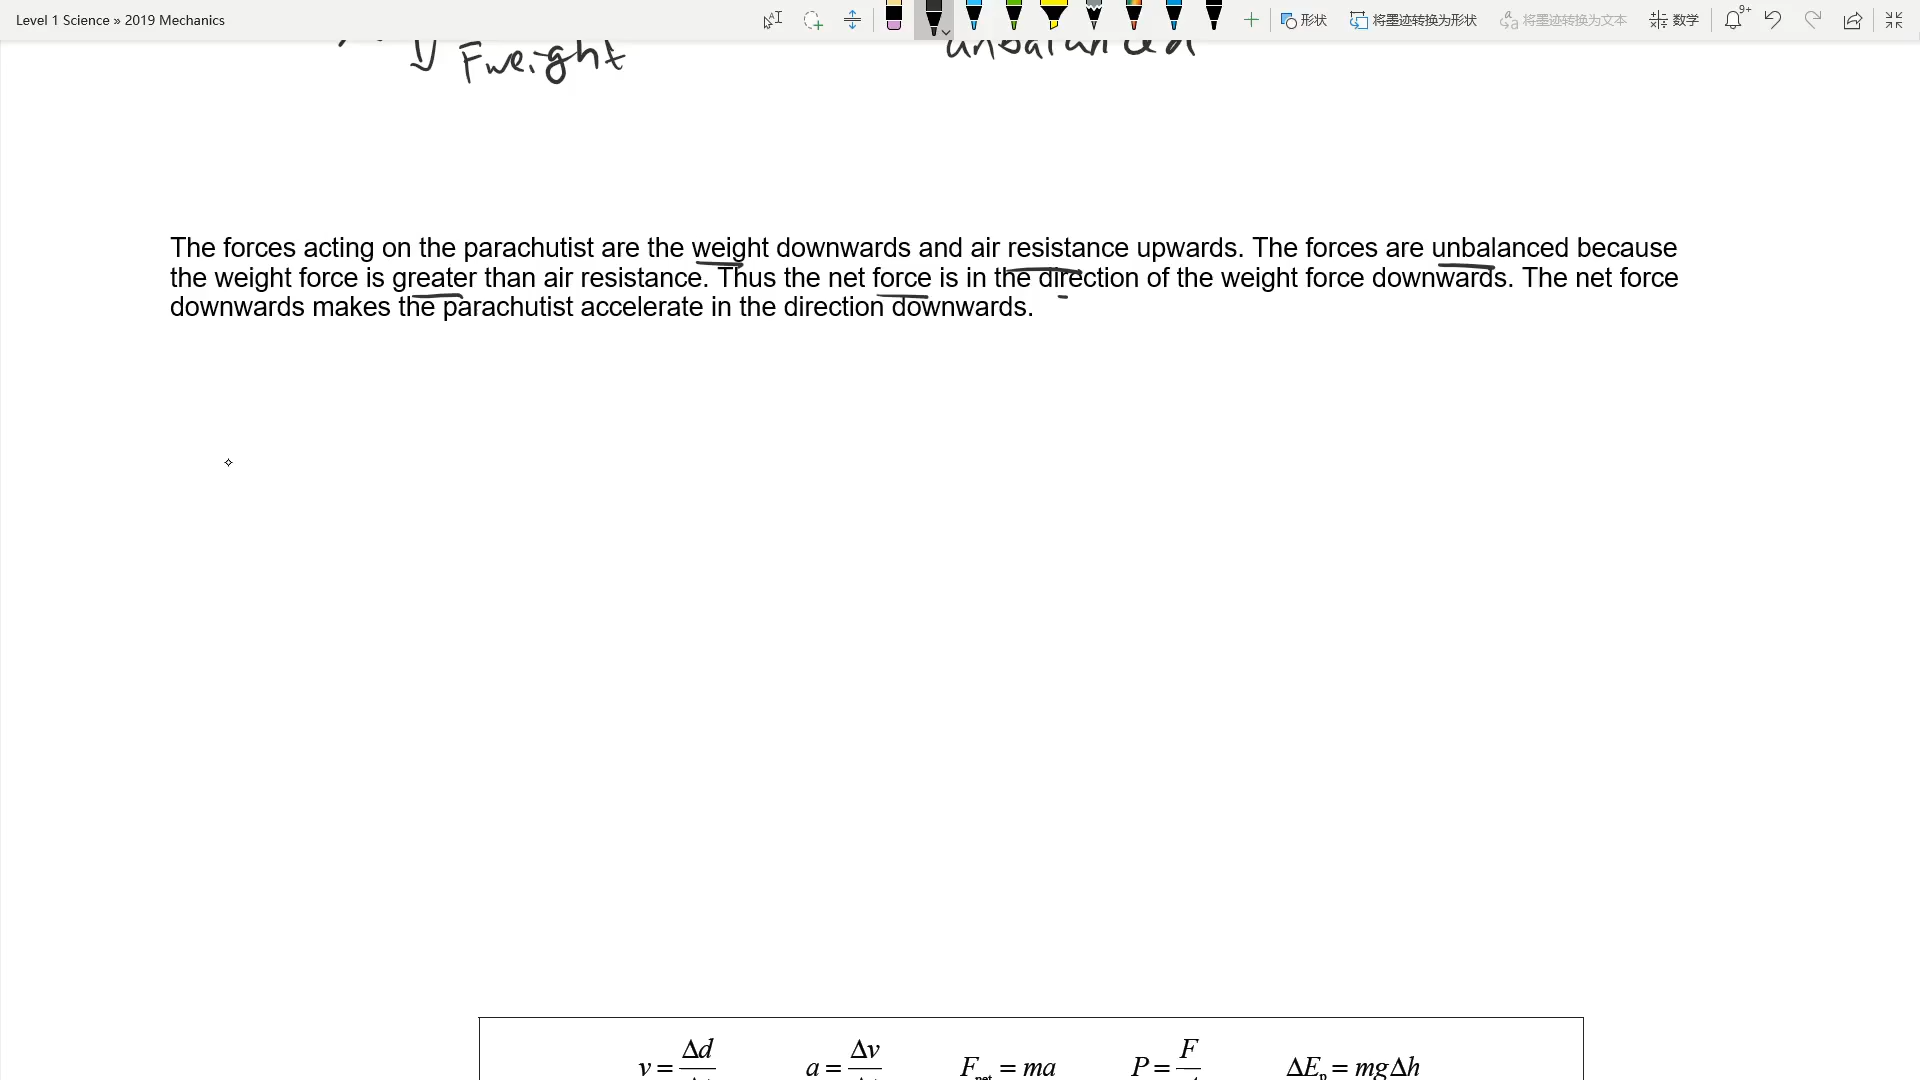 Level 1 Science » 2019 Mechanics
形状 将墨迹转换为形状 将墨迹转换为文本 数学 9+
Fweight unbalanced
The forces acting on the parachutist are the weight downwards and air resistance upwards. The forces are unbalanced because
the weight force is greater than air resistance. Thus the net force is in the direction of the weight force downwards. The net force
downwards makes the parachutist accelerate in the direction downwards.
v = Δd a = Δv Fnet = ma P = F ΔEp = mgΔh